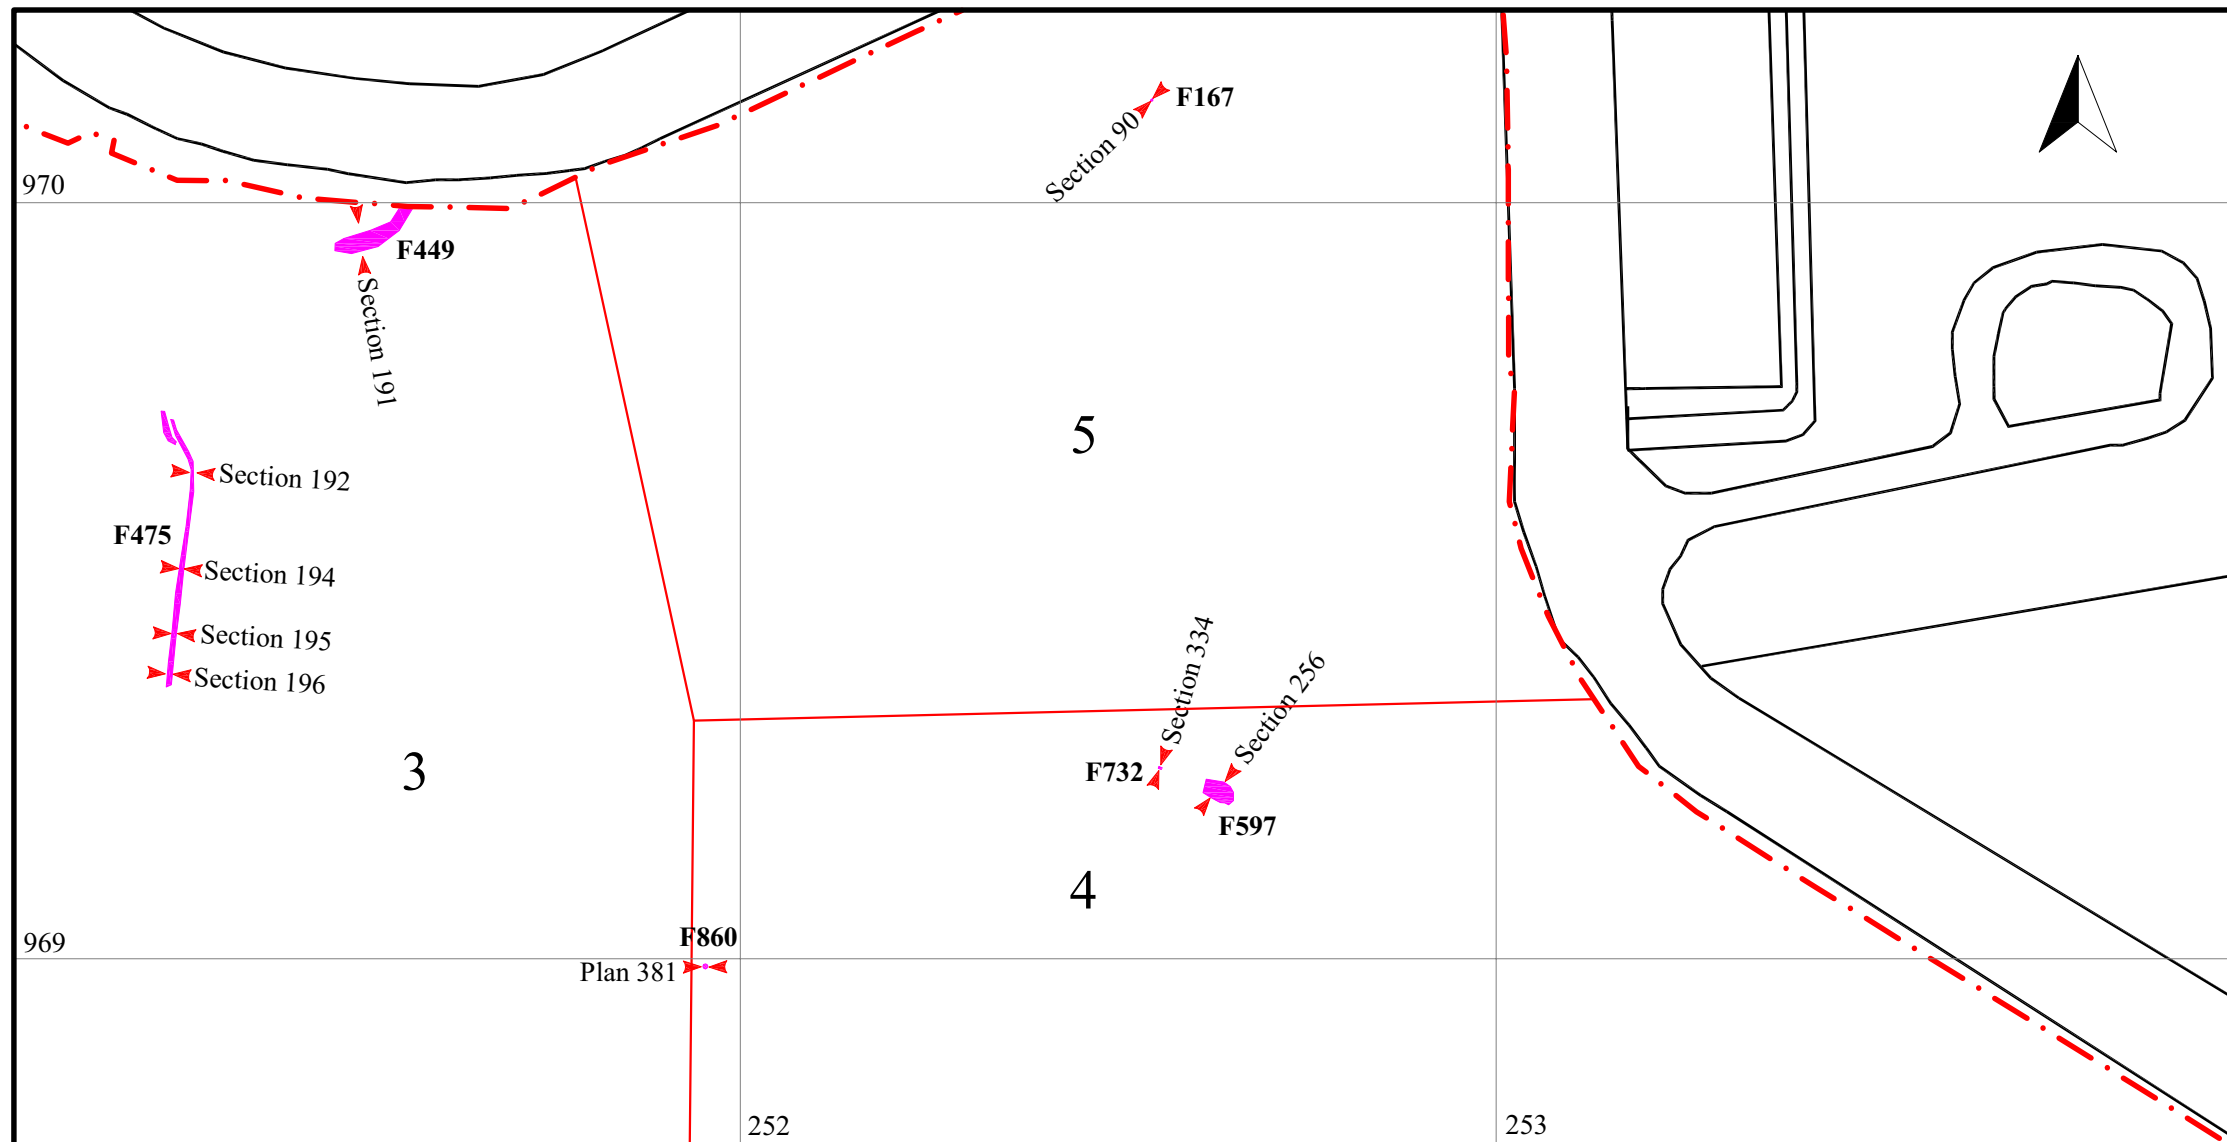 F167
Section 90
970
F449
Section 191
5
Section 192
F475
Section 194
Section 195
Section 196
Section 334
Section 256
3
F732
F597
4
F860
969
Plan 381
252
253